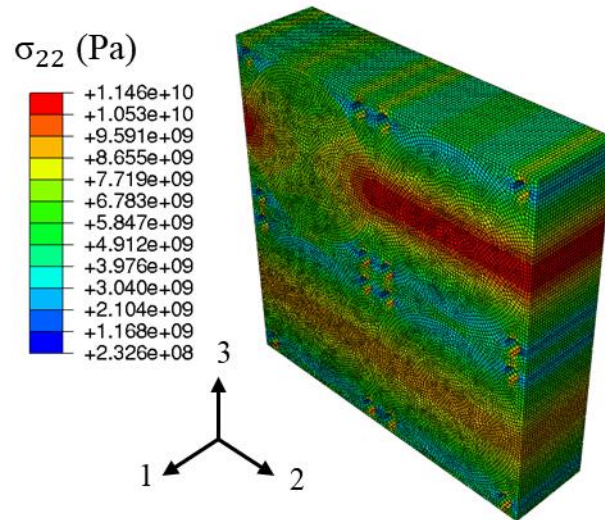 σ₂₂ (Pa)
+1.146e+10
+1.053e+10
+9.591e+09
+8.655e+09
+7.719e+09
+6.783e+09
+5.847e+09
+4.912e+09
+3.976e+09
+3.040e+09
+2.104e+09
+1.168e+09
+2.326e+08
3
1
2